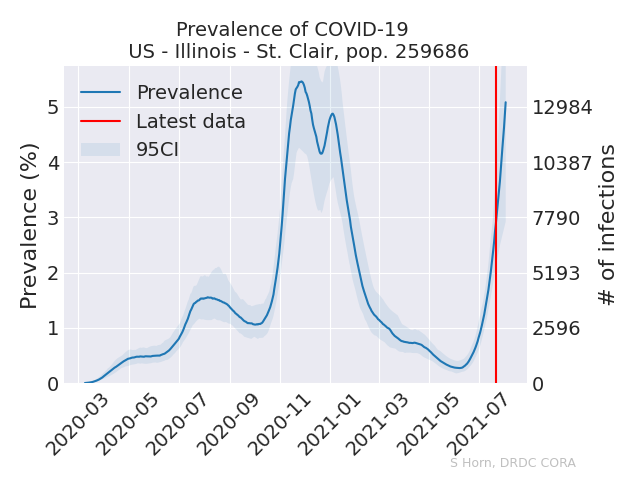 Prevalence of COVID-19
US - Illinois - St. Clair, pop. 259686
Prevalence
Latest data
95CI
Prevalence (%)
5
4
3
2
1
0
12984
10387
7790
5193
2596
0
# of infections
2020-03
2020-05
2020-07
2020-09
2020-11
2021-01
2021-03
2021-05
2021-07
S Horn, DRDC CORA